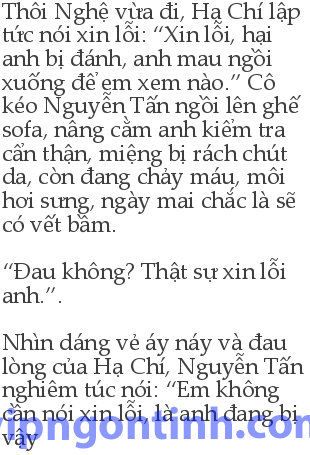 Thôi Nghệ vừa đi, Hạ Chí lập
tức nói xin lỗi: “Xin lỗi, hại
anh bị đánh, anh mau ngồi
xuống để em xem nào.” Cô
kéo Nguyễn Tấn ngồi lên ghế
sofa, nâng cằm anh kiểm tra
cẩn thận, miệng bị rách chút
da, còn đang chảy máu, môi
hơi sưng, ngày mai chắc là sẽ
có vết bầm.
“Đau không? Thật sự xin lỗi
anh.”.
Nhìn dáng vẻ áy náy và đau
lòng của Hạ Chí, Nguyễn Tấn
nghiêm túc nói: “Em không
cần nói xin lỗi, là anh đang bị
vipngontinh.com
vậy